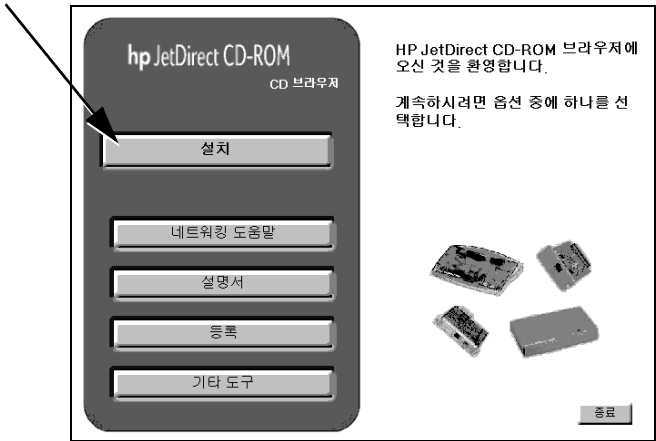 hp JetDirect CD-ROM
CD 브라우저
설치
네트워킹 도움말
설명서
등록
기타 도구
HP JetDirect CD-ROM 브라우저에
오신 것을 환영합니다.
계속하시려면 옵션 중에 하나를 선
택합니다.
종료